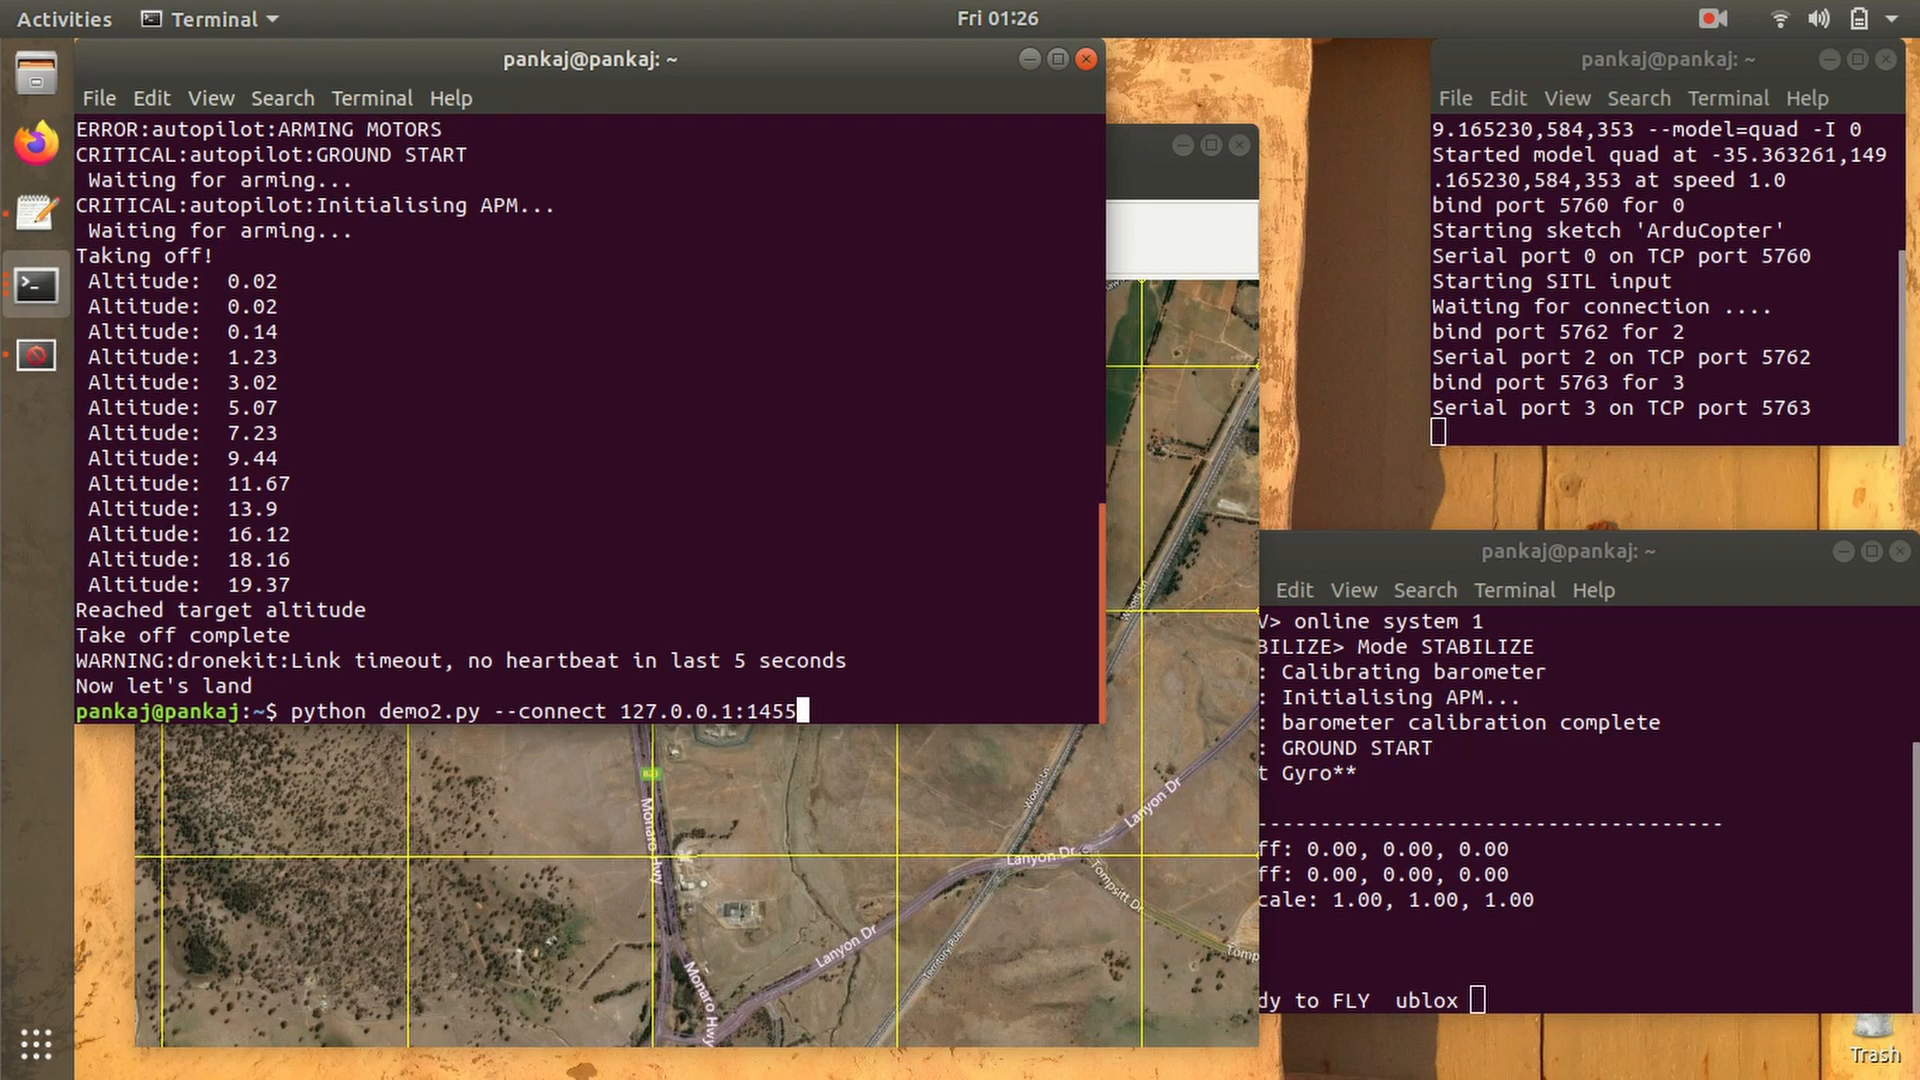 Activities
Terminal
Fri 01:26
pankaj@pankaj: ~
File Edit View Search Terminal Help
ERROR:autopilot:ARMING MOTORS
CRITICAL:autopilot:GROUND START
Waiting for arming...
CRITICAL:autopilot:Initialising APM...
Waiting for arming...
Taking off!
Altitude: 0.02
Altitude: 0.02
Altitude: 0.14
Altitude: 1.23
Altitude: 3.02
Altitude: 5.07
Altitude: 7.23
Altitude: 9.44
Altitude: 11.67
Altitude: 13.9
Altitude: 16.12
Altitude: 18.16
Altitude: 19.37
Reached target altitude
Take off complete
WARNING:dronekit:Link timeout, no heartbeat in last 5 seconds
Now let's land
pankaj@pankaj:~$ python demo2.py --connect 127.0.0.1:1455
pankaj@pankaj: ~
File Edit View Search Terminal Help
9.165230,584,353 --model=quad -I 0
Started model quad at -35.363261,149
.165230,584,353 at speed 1.0
bind port 5760 for 0
Starting sketch 'ArduCopter'
Serial port 0 on TCP port 5760
Starting SITL input
Waiting for connection ....
bind port 5762 for 2
Serial port 2 on TCP port 5762
bind port 5763 for 3
Serial port 3 on TCP port 5763
pankaj@pankaj: ~
Edit View Search Terminal Help
V> online system 1
BILIZE> Mode STABILIZE
: Calibrating barometer
: Initialising APM...
: barometer calibration complete
: GROUND START
t Gyro**
------------------------------------
ff: 0.00, 0.00, 0.00
ff: 0.00, 0.00, 0.00
cale: 1.00, 1.00, 1.00
dy to FLY ublox
Woods Ln
B23
Monaro Hwy
Woods Ln
Lanyon Dr
Lanyon Dr
Tompsitt Dr
Lanyon Dr
Monaro Hwy
Tomp
Trash